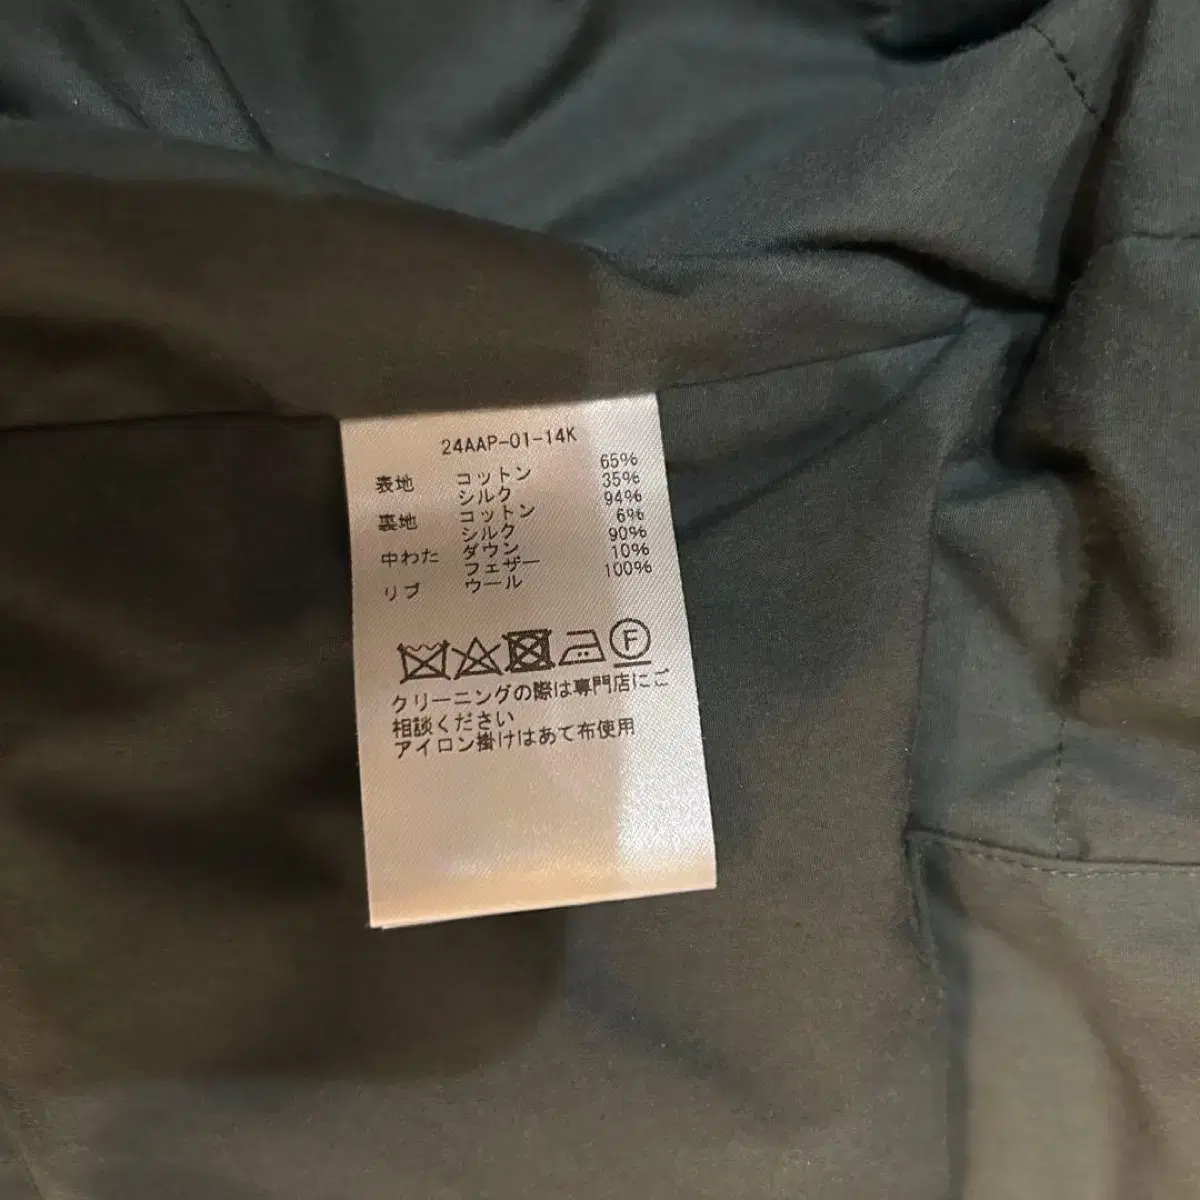 24AAP-01-14K
表地 コットン 65%
シルク 35%
裏地 コットン 94%
シルク 6%
中わた ダウン 90%
フェザー 10%
リブ ウール 100%
F
クリーニングの際は専門店にご
相談ください
アイロン掛けはあて布使用